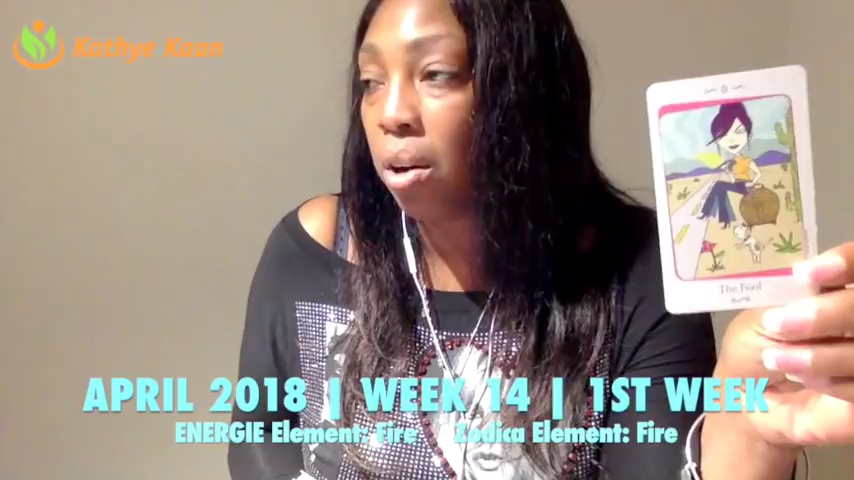 Kathye Kaan
The Fool
APRIL 2018 | WEEK 14 | 1ST WEEK
ENERGIE Element: Fire Zodica Element: Fire